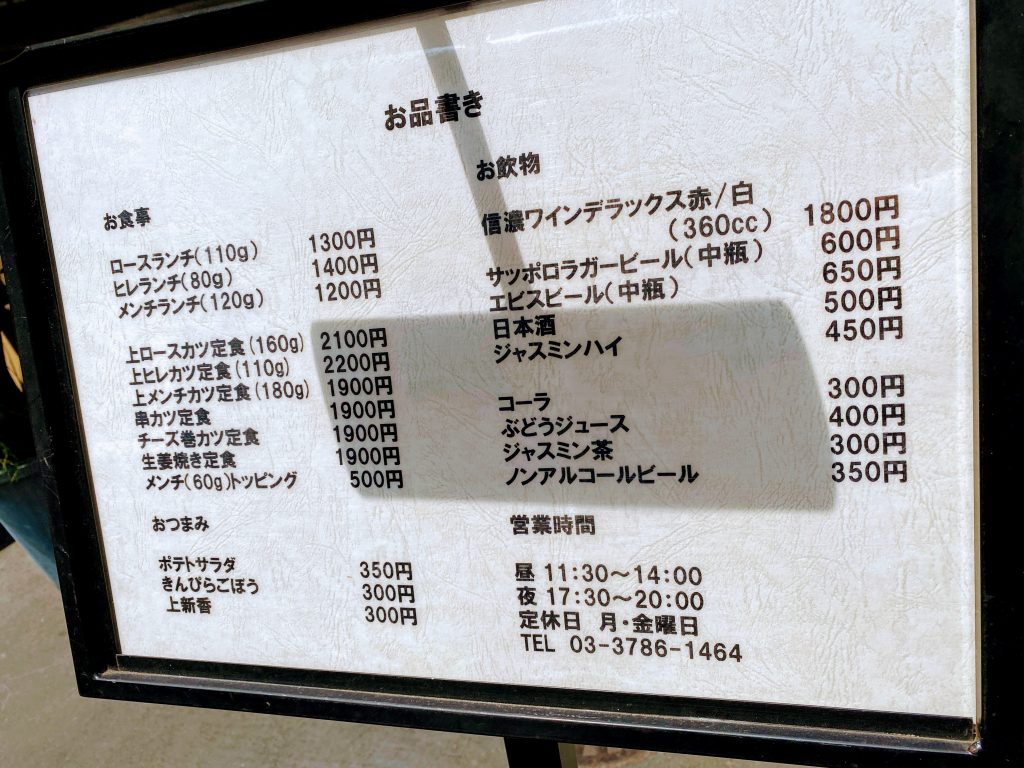 お品書き
お食事
ロースランチ(110g) 1300円
ヒレランチ(80g) 1400円
メンチランチ(120g) 1200円
上ロースカツ定食(160g) 2100円
上ヒレカツ定食(110g) 2200円
上メンチカツ定食(180g) 1900円
串カツ定食 1900円
チーズ巻カツ定食 1900円
生姜焼き定食 1900円
メンチ(60g)トッピング 500円
おつまみ
ポテトサラダ 350円
きんぴらごぼう 300円
上新香 300円
お飲物
信濃ワインデラックス赤/白
(360cc) 1800円
サッポロラガービール(中瓶) 600円
エビスビール(中瓶) 650円
日本酒 500円
ジャスミンハイ 450円
コーラ 300円
ぶどうジュース 400円
ジャスミン茶 300円
ノンアルコールビール 350円
営業時間
昼 11:30~14:00
夜 17:30~20:00
定休日 月・金曜日
TEL 03-3786-1464